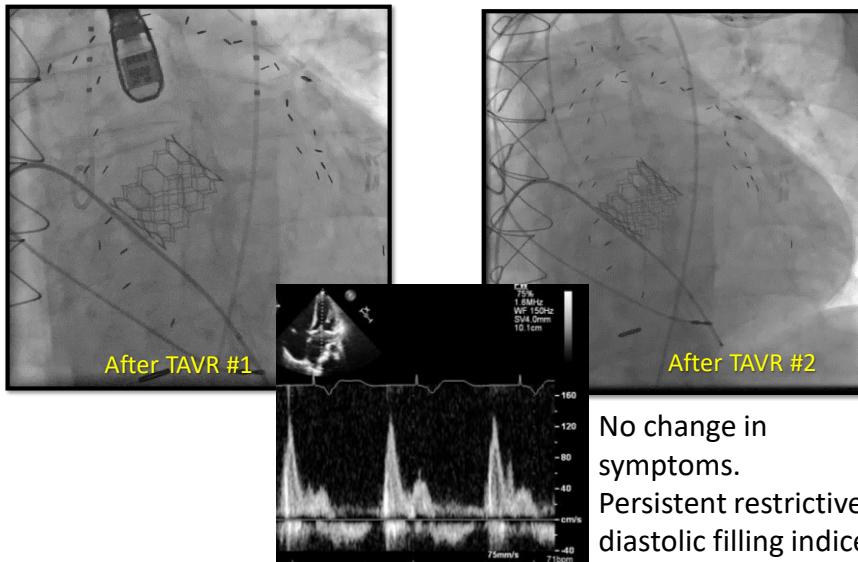 After TAVR #1
After TAVR #2
75%
1.6MHz
WF 150Hz
SV4.0mm
10.1cm
160
120
80
40
cm/s
-40
75mm/s
71bpm
No change in
symptoms.
Persistent restrictive
diastolic filling indice